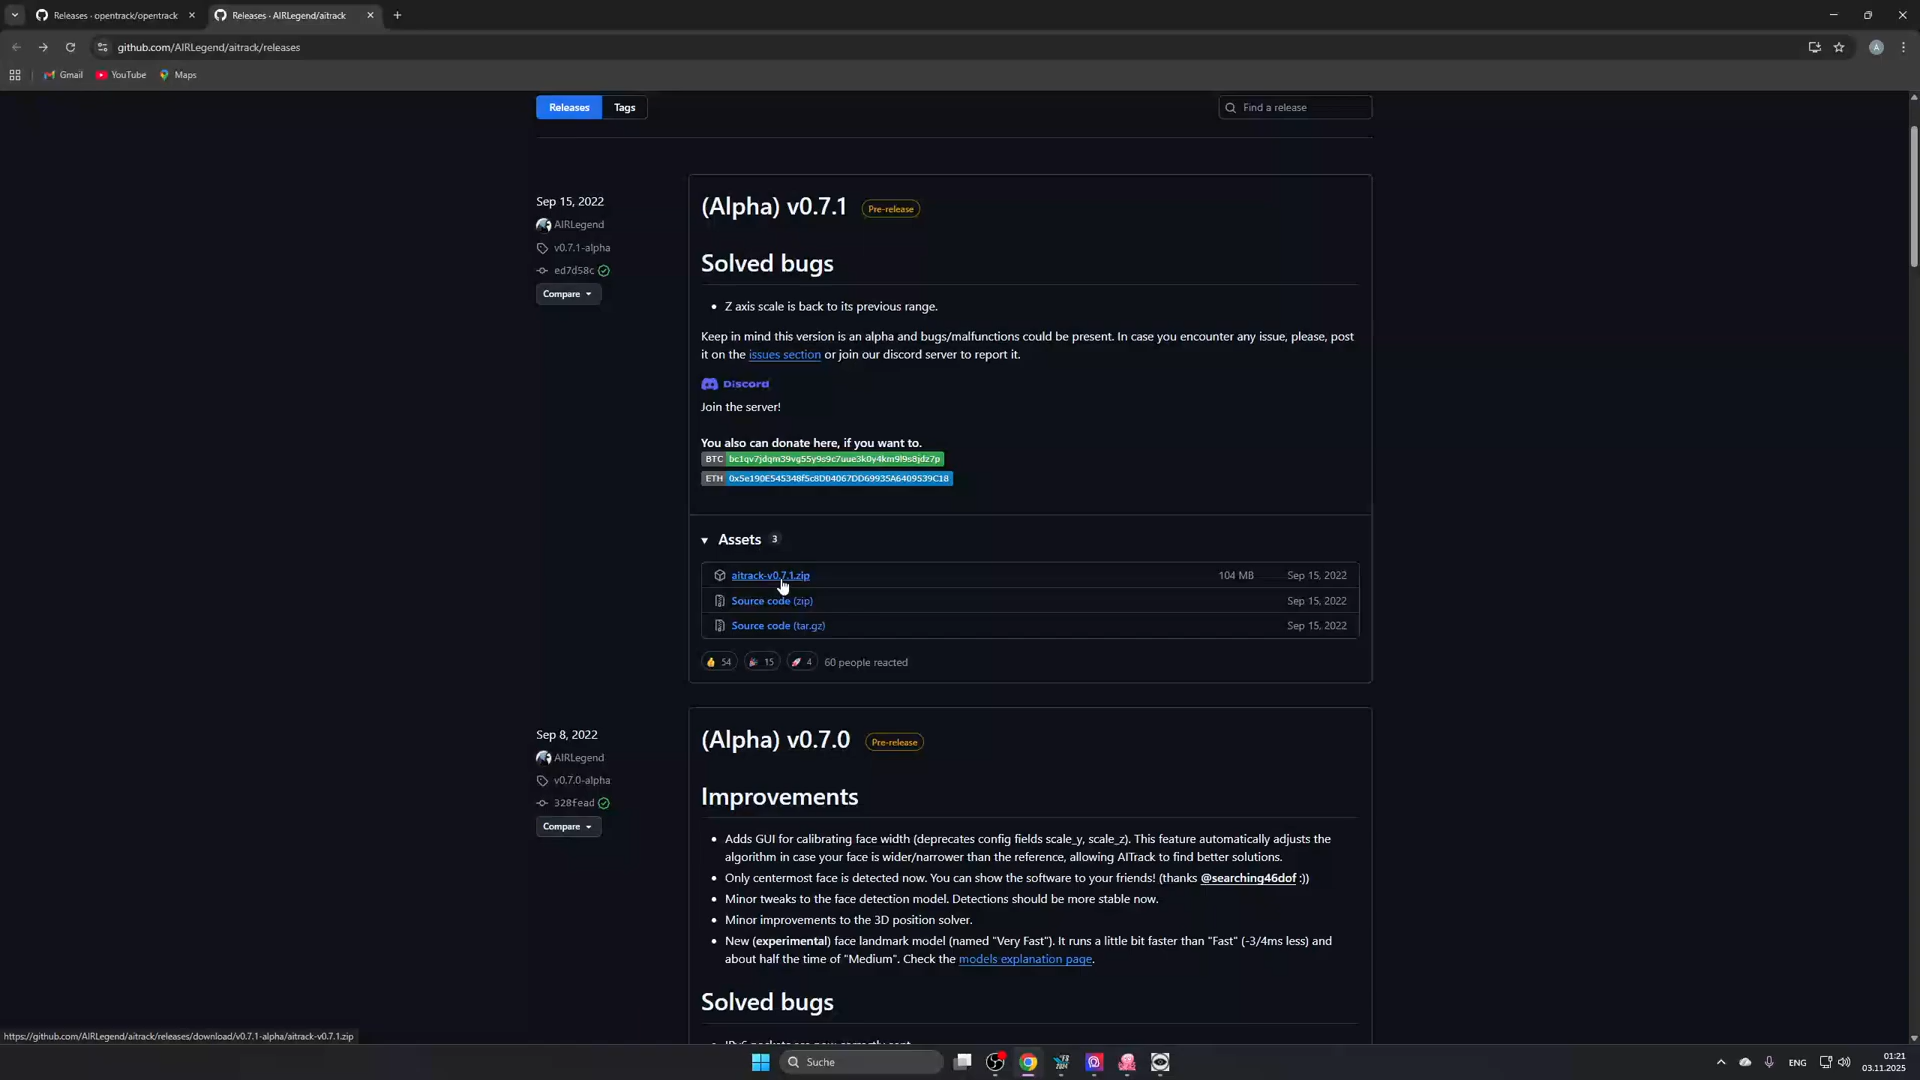 Releases · opentrack/opentrack
Releases · AIRLegend/aitrack
github.com/AIRLegend/aitrack/releases
A
Gmail
YouTube
Maps
Releases
Tags
Find a release
Sep 15, 2022
AIRLegend
v0.7.1-alpha
ed7d58c
Compare
(Alpha) v0.7.1
Pre-release
Solved bugs
• Z axis scale is back to its previous range.
Keep in mind this version is an alpha and bugs/malfunctions could be present. In case you encounter any issue, please, post
it on the issues section or join our discord server to report it.
Discord
Join the server!
You also can donate here, if you want to.
BTC bc1qv7jdqm39vg55y9s9c7uue3k0y4km9l9s8jdz7p
ETH 0x5e190E545348f5c8D04067DD69935A6409539C18
Assets 3
aitrack-v0.7.1.zip 104 MB Sep 15, 2022
Source code (zip) Sep 15, 2022
Source code (tar.gz) Sep 15, 2022
54 15 4 60 people reacted
Sep 8, 2022
AIRLegend
v0.7.0-alpha
328fead
Compare
(Alpha) v0.7.0
Pre-release
Improvements
• Adds GUI for calibrating face width (deprecates config fields scale_y, scale_z). This feature automatically adjusts the
algorithm in case your face is wider/narrower than the reference, allowing AITrack to find better solutions.
• Only centermost face is detected now. You can show the software to your friends! (thanks @searching46dof :))
• Minor tweaks to the face detection model. Detections should be more stable now.
• Minor improvements to the 3D position solver.
• New (experimental) face landmark model (named "Very Fast"). It runs a little bit faster than "Fast" (-3/4ms less) and
about half the time of "Medium". Check the models explanation page.
Solved bugs
https://github.com/AIRLegend/aitrack/releases/download/v0.7.1-alpha/aitrack-v0.7.1.zip
Suche
ENG
01:21
03.11.2025